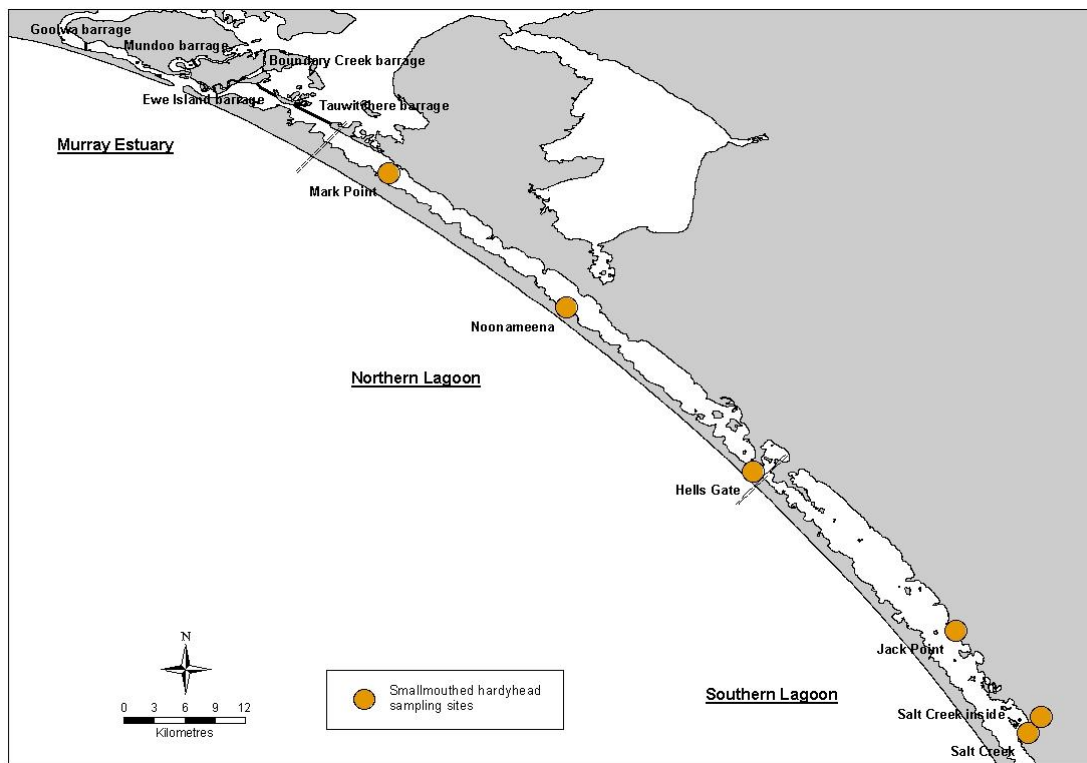 Goolwa barrage
Mundoo barrage
Boundary Creek barrage
Ewe Island barrage
Tauwitchere barrage
Murray Estuary
Mark Point
Noonameena
Northern Lagoon
Hells Gate
Jack Point
Southern Lagoon
Salt Creek inside
Salt Creek
N
0 3 6 9 12
Kilometres
Smallmouthed hardyhead
sampling sites